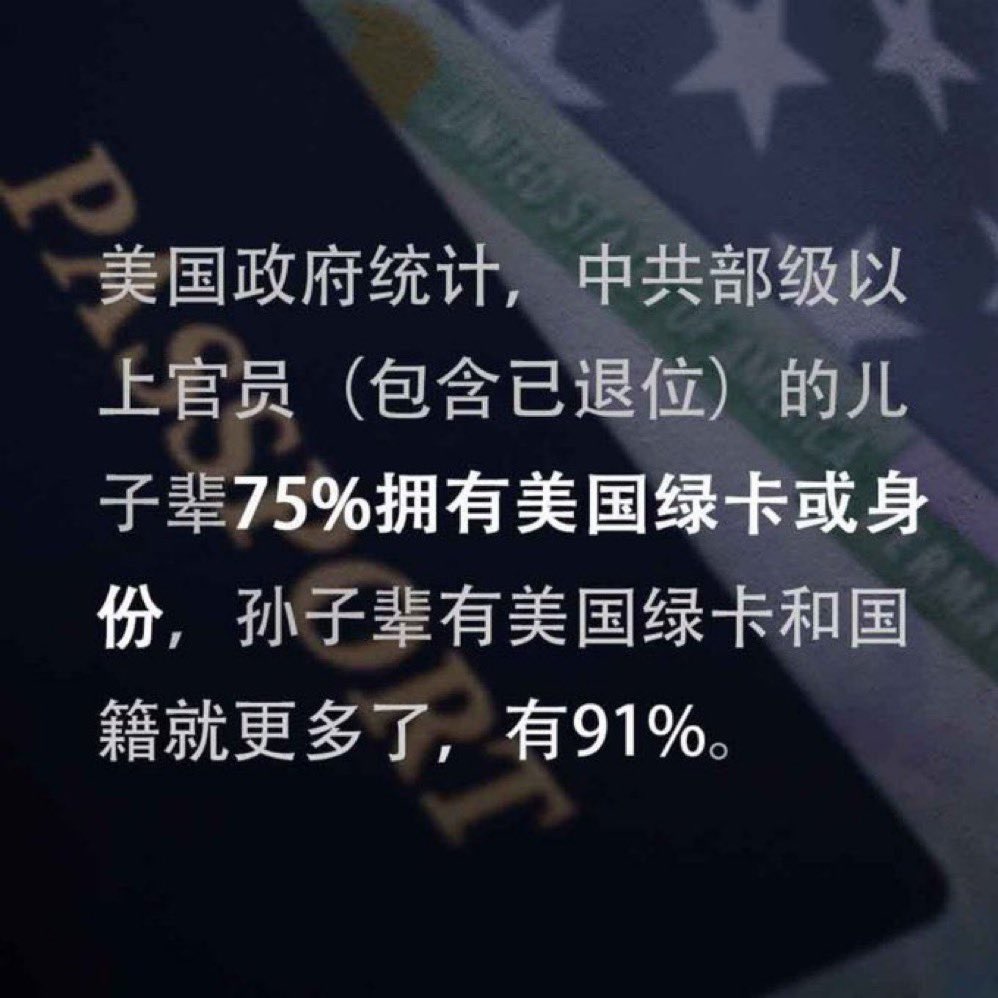 美国政府统计，中共部级以
上官员（包含已退位）的儿
子辈75%拥有美国绿卡或身
份，孙子辈有美国绿卡和国
籍就更多了，有91%。
PASSPORT
UNITED STATES OF AMERICA